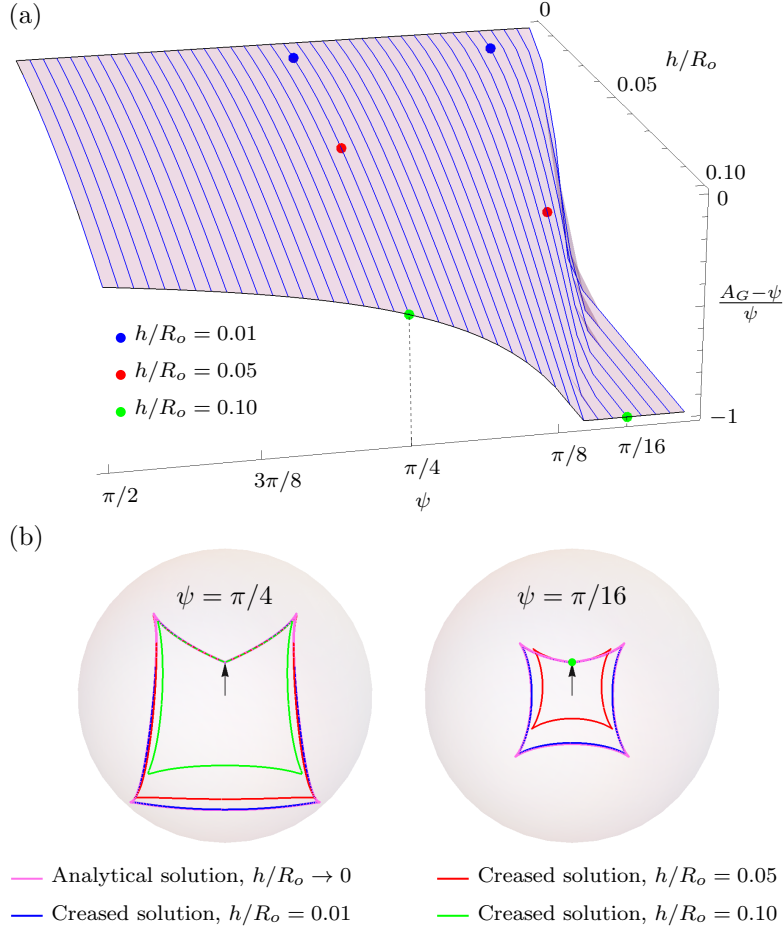 (a)
0
h/R_o
0.05
0.10
0
A_G−ψ
ψ
−1
h/R_o = 0.01
h/R_o = 0.05
h/R_o = 0.10
π/2
3π/8
π/4
π/8
π/16
ψ
(b)
ψ = π/4
ψ = π/16
Analytical solution, h/R_o → 0
Creased solution, h/R_o = 0.01
Creased solution, h/R_o = 0.05
Creased solution, h/R_o = 0.10